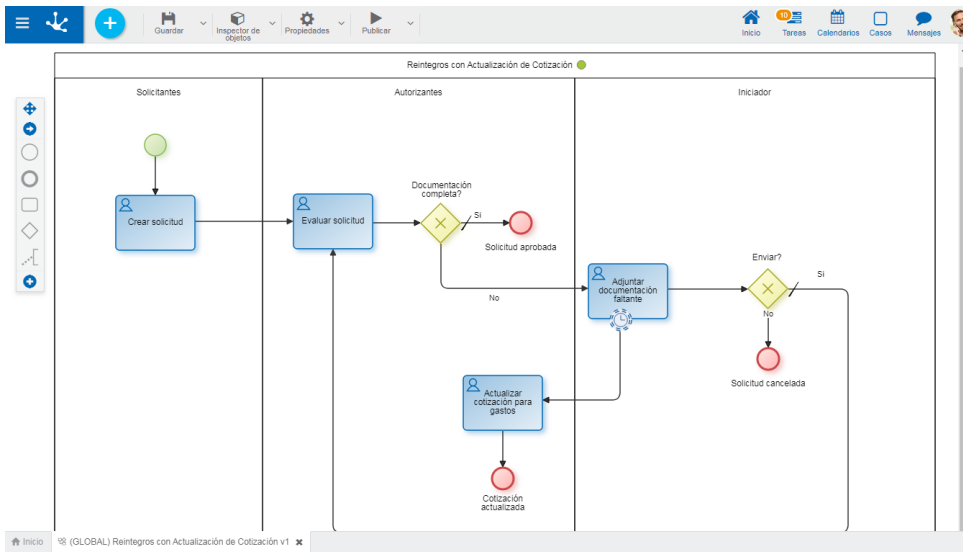 Guardar
Inspector de
objetos
Propiedades
Publicar
Inicio
10
Tareas
Calendarios
Casos
Mensajes
Reintegros con Actualización de Cotización
Solicitantes
Autorizantes
Iniciador
Crear solicitud
Evaluar solicitud
Documentación
completa?
Si
Solicitud aprobada
No
Adjuntar
documentación
faltante
Enviar?
Si
No
Solicitud cancelada
Actualizar
cotización para
gastos
Cotización
actualizada
Inicio
(GLOBAL) Reintegros con Actualización de Cotización v1